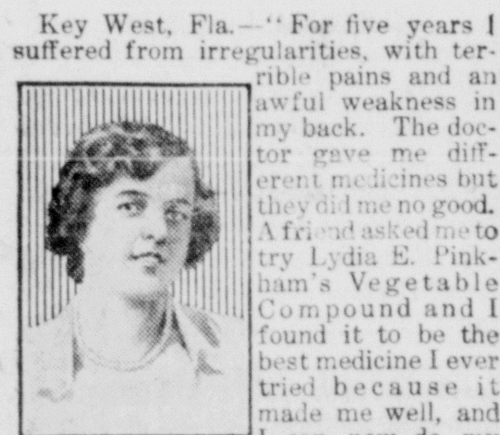 Key West, Fla.—"For five years I
suffered from irregularities, with ter-
rible pains and an
awful weakness in
my back. The doc-
tor gave me diff-
erent medicines but
they did me no good.
A friend asked me to
try Lydia E. Pink-
ham's Vegetable
Compound and I
found it to be the
best medicine I ever
tried because it
made me well, and